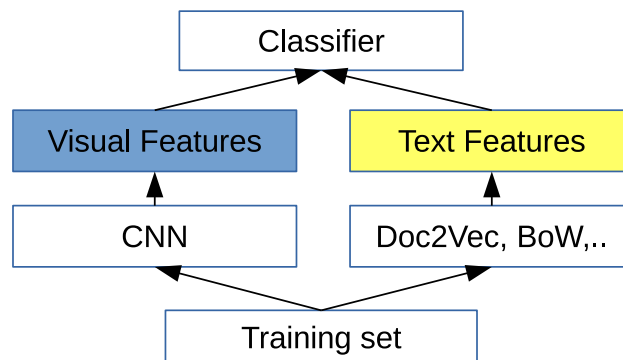 Classifier
Visual Features
Text Features
CNN
Doc2Vec, BoW,..
Training set